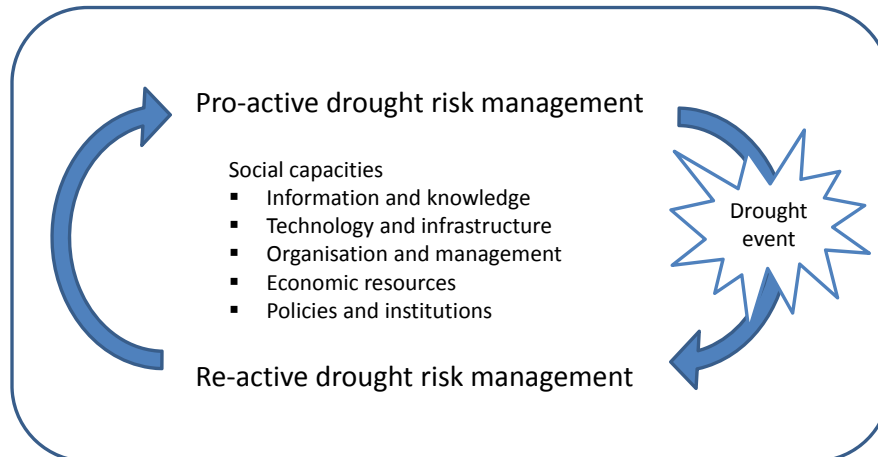 Pro-active drought risk management
Social capacities
▪ Information and knowledge
▪ Technology and infrastructure
▪ Organisation and management
▪ Economic resources
▪ Policies and institutions
Drought
event
Re-active drought risk management